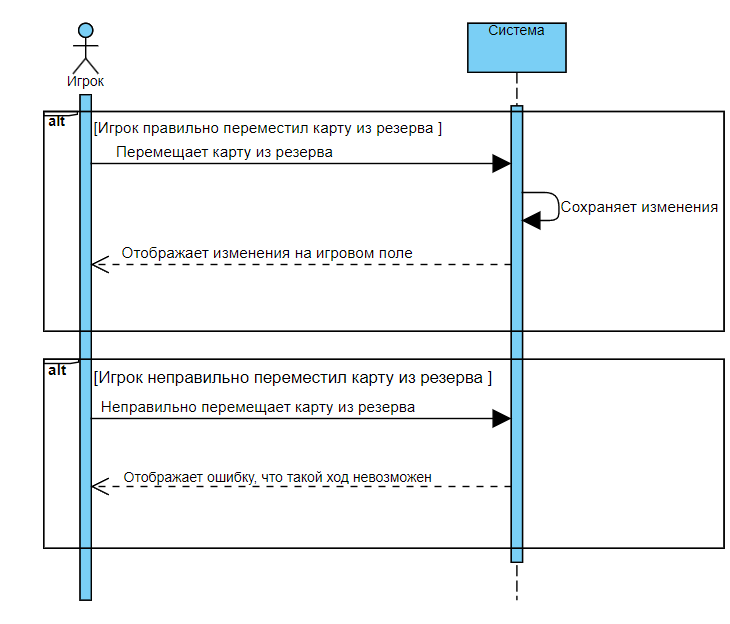 Игрок
Система
alt
[Игрок правильно переместил карту из резерва ]
Перемещает карту из резерва
Сохраняет изменения
Отображает изменения на игровом поле
alt
[Игрок неправильно переместил карту из резерва ]
Неправильно перемещает карту из резерва
Отображает ошибку, что такой ход невозможен